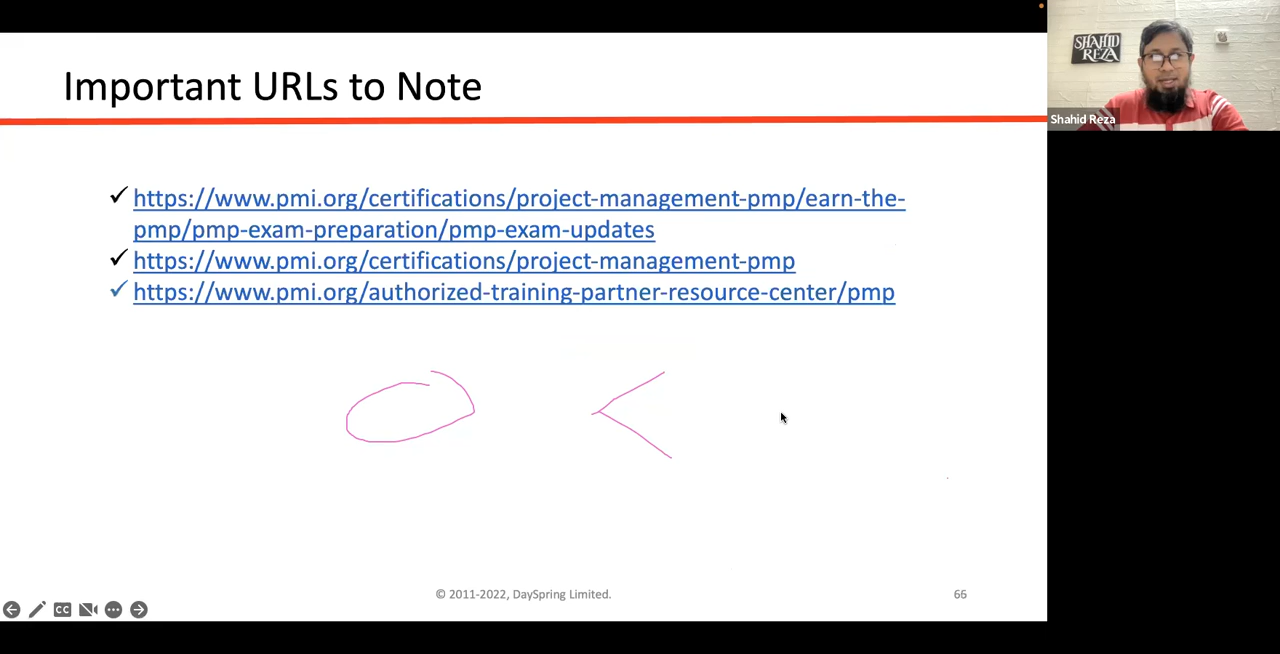 Important URLs to Note
https://www.pmi.org/certifications/project-management-pmp/earn-the-
pmp/pmp-exam-preparation/pmp-exam-updates
https://www.pmi.org/certifications/project-management-pmp
https://www.pmi.org/authorized-training-partner-resource-center/pmp
© 2011-2022, DaySpring Limited.
66
CC
SHAHID
REZA
Shahid Reza